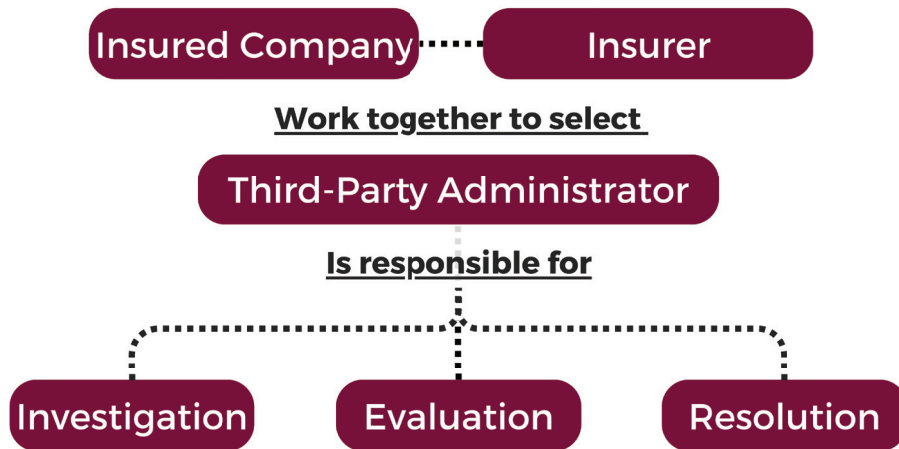 Insured Company
Insurer
Work together to select
Third-Party Administrator
Is responsible for
Investigation
Evaluation
Resolution